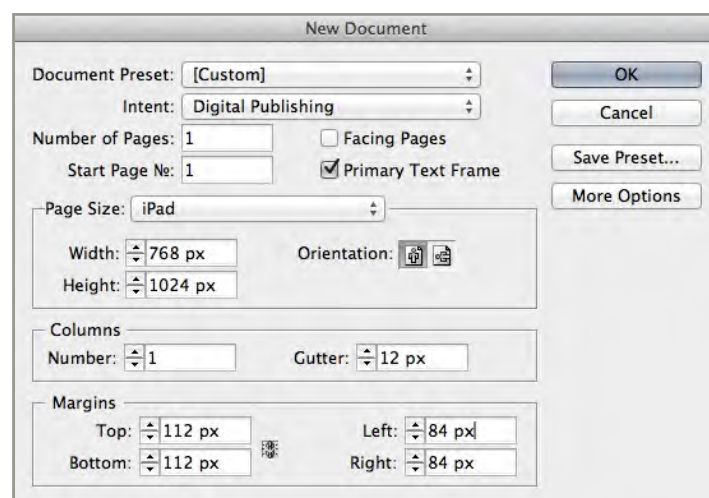 New Document
Document Preset: [Custom]
OK
Intent: Digital Publishing
Cancel
Number of Pages: 1
Facing Pages
Save Preset...
Start Page №: 1
Primary Text Frame
More Options
Page Size: iPad
Width: 768 px
Orientation:
Height: 1024 px
Columns
Number: 1
Gutter: 12 px
Margins
Top: 112 px
Left: 84 px
Bottom: 112 px
Right: 84 px